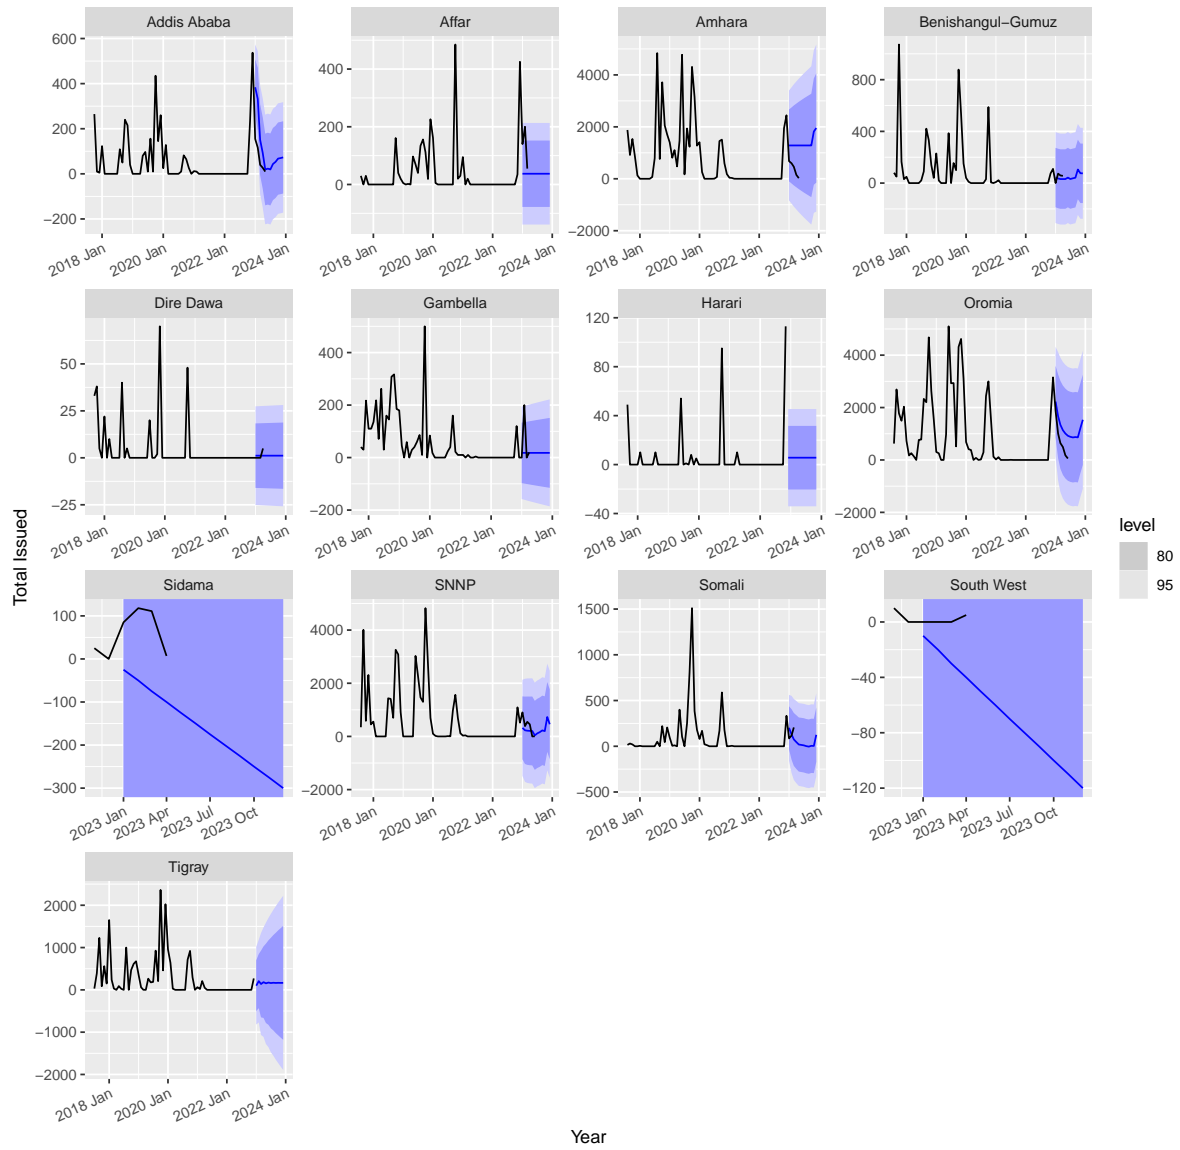 Addis Ababa Affar Amhara Benishangul−Gumuz
600
400
200
0
−200
400
200
0
4000
2000
0
−2000
800
400
0
2018 Jan 2020 Jan 2022 Jan 2024 Jan
2018 Jan 2020 Jan 2022 Jan 2024 Jan
2018 Jan 2020 Jan 2022 Jan 2024 Jan
2018 Jan 2020 Jan 2022 Jan 2024 Jan
Dire Dawa Gambella Harari Oromia
50
25
0
−25
400
200
0
−200
120
80
40
0
−40
4000
2000
0
−2000
2018 Jan 2020 Jan 2022 Jan 2024 Jan
2018 Jan 2020 Jan 2022 Jan 2024 Jan
2018 Jan 2020 Jan 2022 Jan 2024 Jan
2018 Jan 2020 Jan 2022 Jan 2024 Jan
Total Issued
level
80
95
Sidama SNNP Somali South West
100
0
−100
−200
−300
4000
2000
0
−2000
1500
1000
500
0
−500
0
−40
−80
−120
2023 Jan 2023 Apr 2023 Jul 2023 Oct
2018 Jan 2020 Jan 2022 Jan 2024 Jan
2018 Jan 2020 Jan 2022 Jan 2024 Jan
2023 Jan 2023 Apr 2023 Jul 2023 Oct
Tigray
2000
1000
0
−1000
−2000
2018 Jan 2020 Jan 2022 Jan 2024 Jan
Year